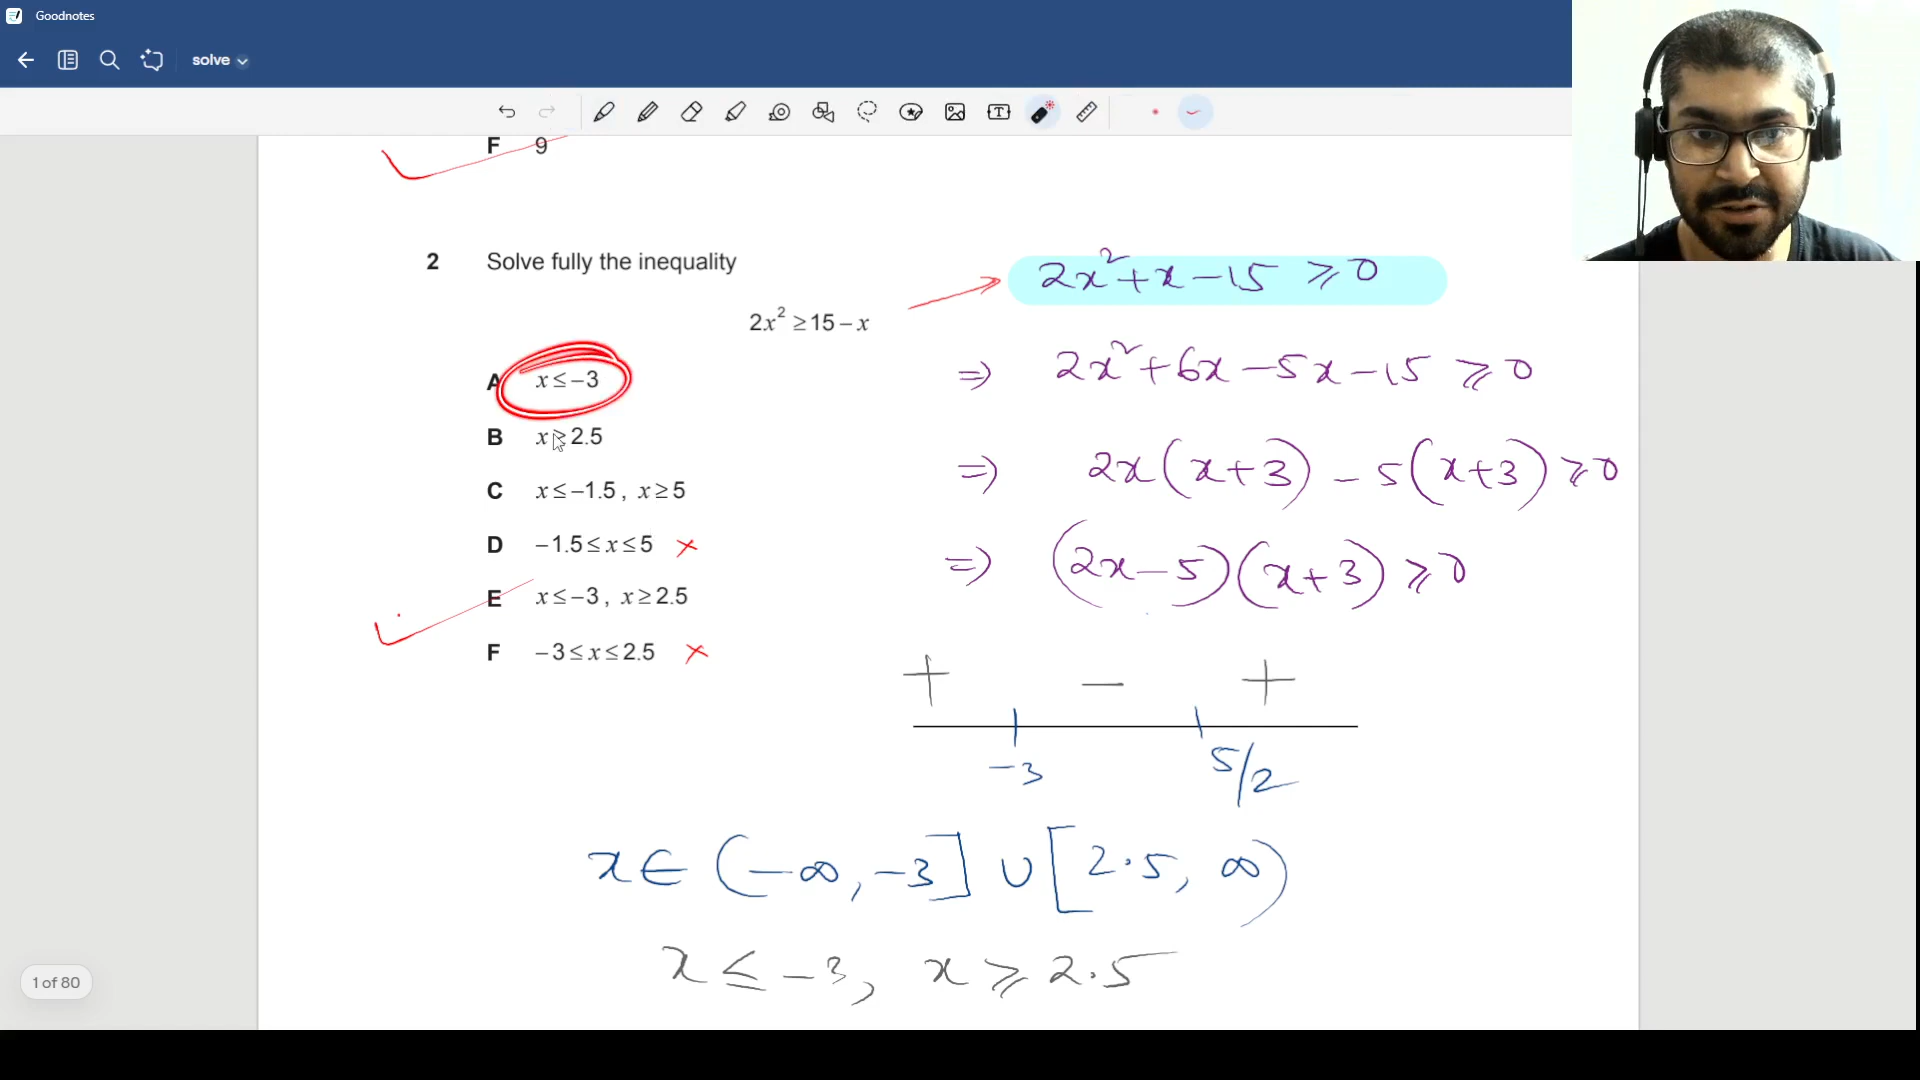 Goodnotes
solve
F 9
2 Solve fully the inequality
2x² ≥ 15 − x
A x ≤ −3
B x ≥ 2.5
C x ≤ −1.5 , x ≥ 5
D −1.5 ≤ x ≤ 5 ×
E x ≤ −3 , x ≥ 2.5
F −3 ≤ x ≤ 2.5 ×
2x² + x − 15 ⩾ 0
⇒ 2x² + 6x − 5x − 15 ⩾ 0
⇒ 2x(x+3) − 5(x+3) ⩾ 0
⇒ (2x−5)(x+3) ⩾ 0
+ − +
−3 5/2
x ∈ (−∞, −3] ∪ [2.5, ∞)
x ≤ −3, x ⩾ 2.5
1 of 80